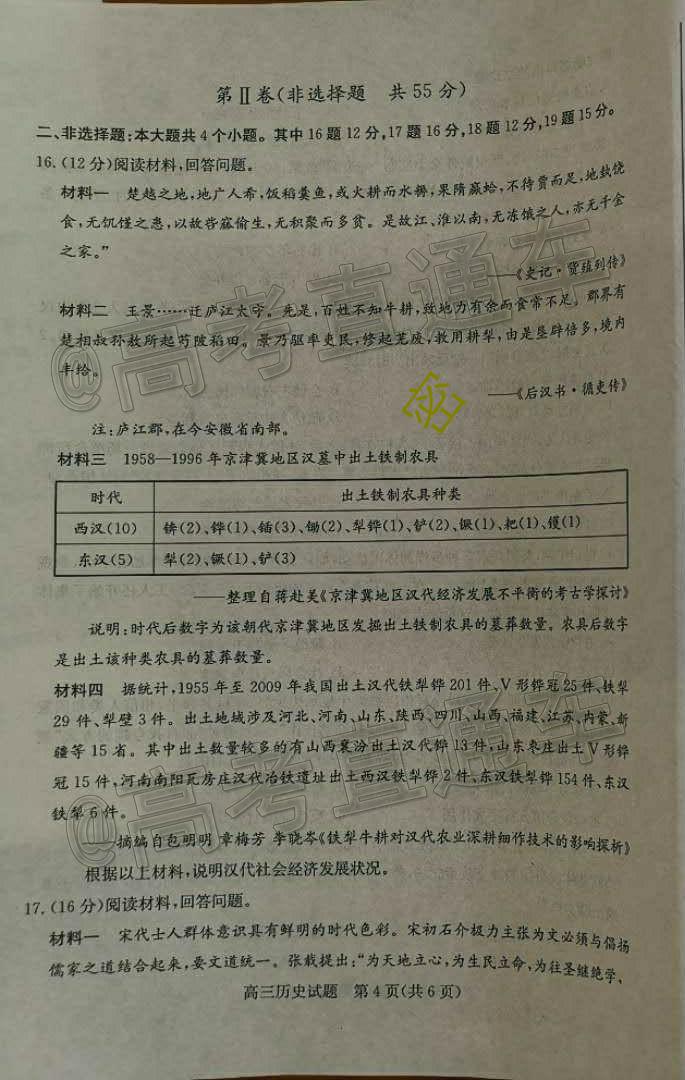 第Ⅱ卷(非选择题 共55分)
二、非选择题:本大题共4个小题。其中16题12分,17题16分,18题12分,19题15分。
16.(12分)阅读材料,回答问题。
材料一 楚越之地,地广人希,饭稻羹鱼,或火耕而水耨,果隋蠃蛤,不待贾而足,地埶饶
食,无饥馑之患,以故呰窳偷生,无积聚而多贫。是故江、淮以南,无冻饿之人,亦无千金
之家。”
——《史记·货殖列传》
材料二 王景……迁庐江太守。先是,百姓不知牛耕,致地力有余而食常不足。郡界有
楚相叔孙敖所起芍陂稻田。景乃驱率吏民,修起芜废,教用耕犁,由是垦辟倍多,境内
丰给。
——《后汉书·循吏传》
注:庐江郡,在今安徽省南部。
材料三 1958—1996年京津冀地区汉墓中出土铁制农具
时代 出土铁制农具种类
西汉(10) 铸(2)、铧(1)、锸(3)、锄(2)、犁铧(1)、铲(2)、镢(1)、耙(1)、镬(1)
东汉(5) 犁(2)、镢(1)、铲(3)
——整理自蒋赴美《京津冀地区汉代经济发展不平衡的考古学探讨》
说明:时代后数字为该朝代京津冀地区发掘出土铁制农具的墓葬数量。农具后数字
是出土该种类农具的墓葬数量。
材料四 据统计,1955年至2009年我国出土汉代铁犁铧201件、V形铧冠25件、铁犁
29件、犁壁3件。出土地域涉及河北、河南、山东、陕西、四川、山西、福建、江苏、内蒙、新
疆等15省。其中出土数量较多的有山西襄汾出土汉代铧13件,山东枣庄出土V形铧
冠15件,河南南阳瓦房庄汉代冶铁遗址出土西汉铁犁铧2件、东汉铁犁铧154件、东汉
铁犁6件。
——摘编自包明明 章梅芳 李晓岑《铁犁牛耕对汉代农业深耕细作技术的影响探析》
根据以上材料,说明汉代社会经济发展状况。
17.(16分)阅读材料,回答问题。
材料一 宋代士人群体意识具有鲜明的时代色彩。宋初石介极力主张为文必须与倡扬
儒家之道结合起来,要文道统一。张载提出:“为天地立心,为生民立命,为往圣继绝学,
高三历史试题 第4页(共6页)
@高考直通车
密
@高考直通车